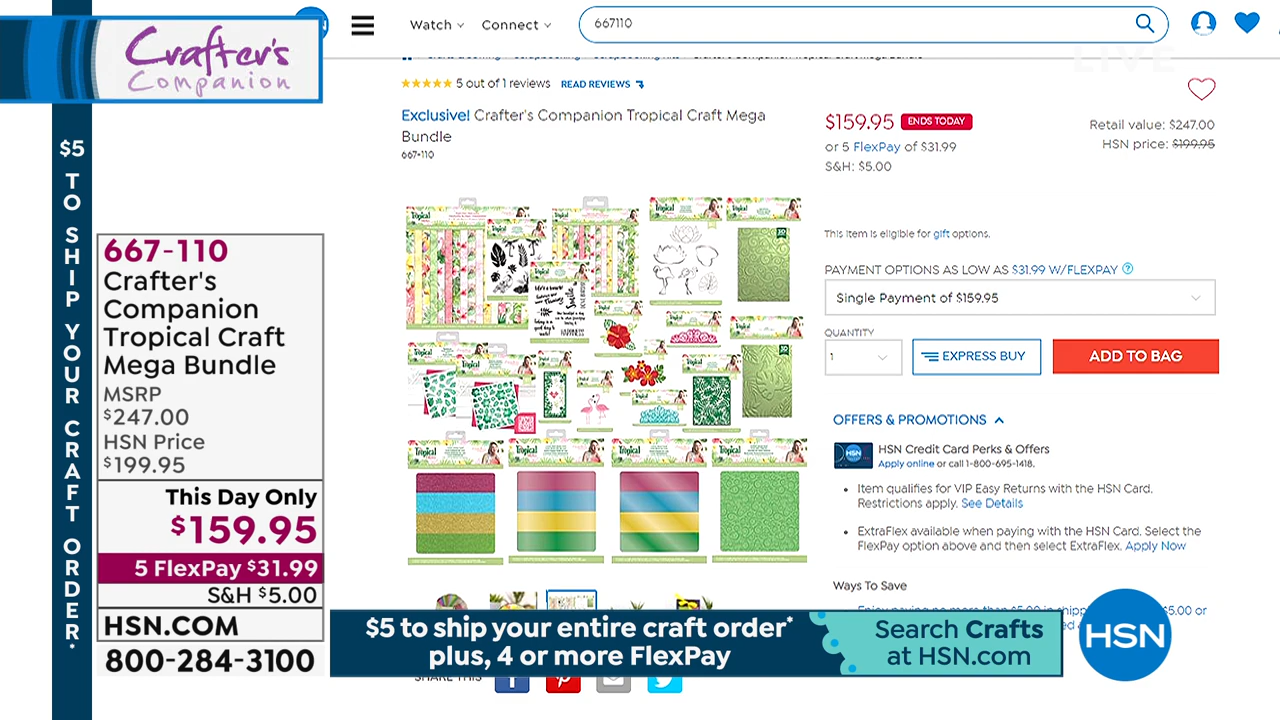 Crafter's
Companion
$5 TO SHIP YOUR CRAFT ORDER.*
667-110
Crafter's
Companion
Tropical Craft
Mega Bundle
MSRP
$247.00
HSN Price
$199.95
This Day Only
$159.95
5 FlexPay $31.99
S&H $5.00
HSN.COM
800-284-3100
Watch
Connect
667110
LIVE
5 out of 1 reviews
READ REVIEWS
Exclusive! Crafter's Companion Tropical Craft Mega
Bundle
667-110
$159.95 ENDS TODAY
or 5 FlexPay of $31.99
S&H: $5.00
Retail value: $247.00
HSN price: $199.95
This item is eligible for gift options.
PAYMENT OPTIONS AS LOW AS $31.99 W/FLEXPAY ?
Single Payment of $159.95
QUANTITY
1
EXPRESS BUY
ADD TO BAG
OFFERS & PROMOTIONS
HSN
HSN Credit Card Perks & Offers
Apply online or call 1-800-695-1418.
Item qualifies for VIP Easy Returns with the HSN Card.
Restrictions apply. See Details
ExtraFlex available when paying with the HSN Card. Select the
FlexPay option above and then select ExtraFlex. Apply Now
Ways To Save
Tropical
Tropical
Tropical
Tropical
$5 to ship your entire craft order*
plus, 4 or more FlexPay
Search Crafts
at HSN.com
HSN
SHARE THIS